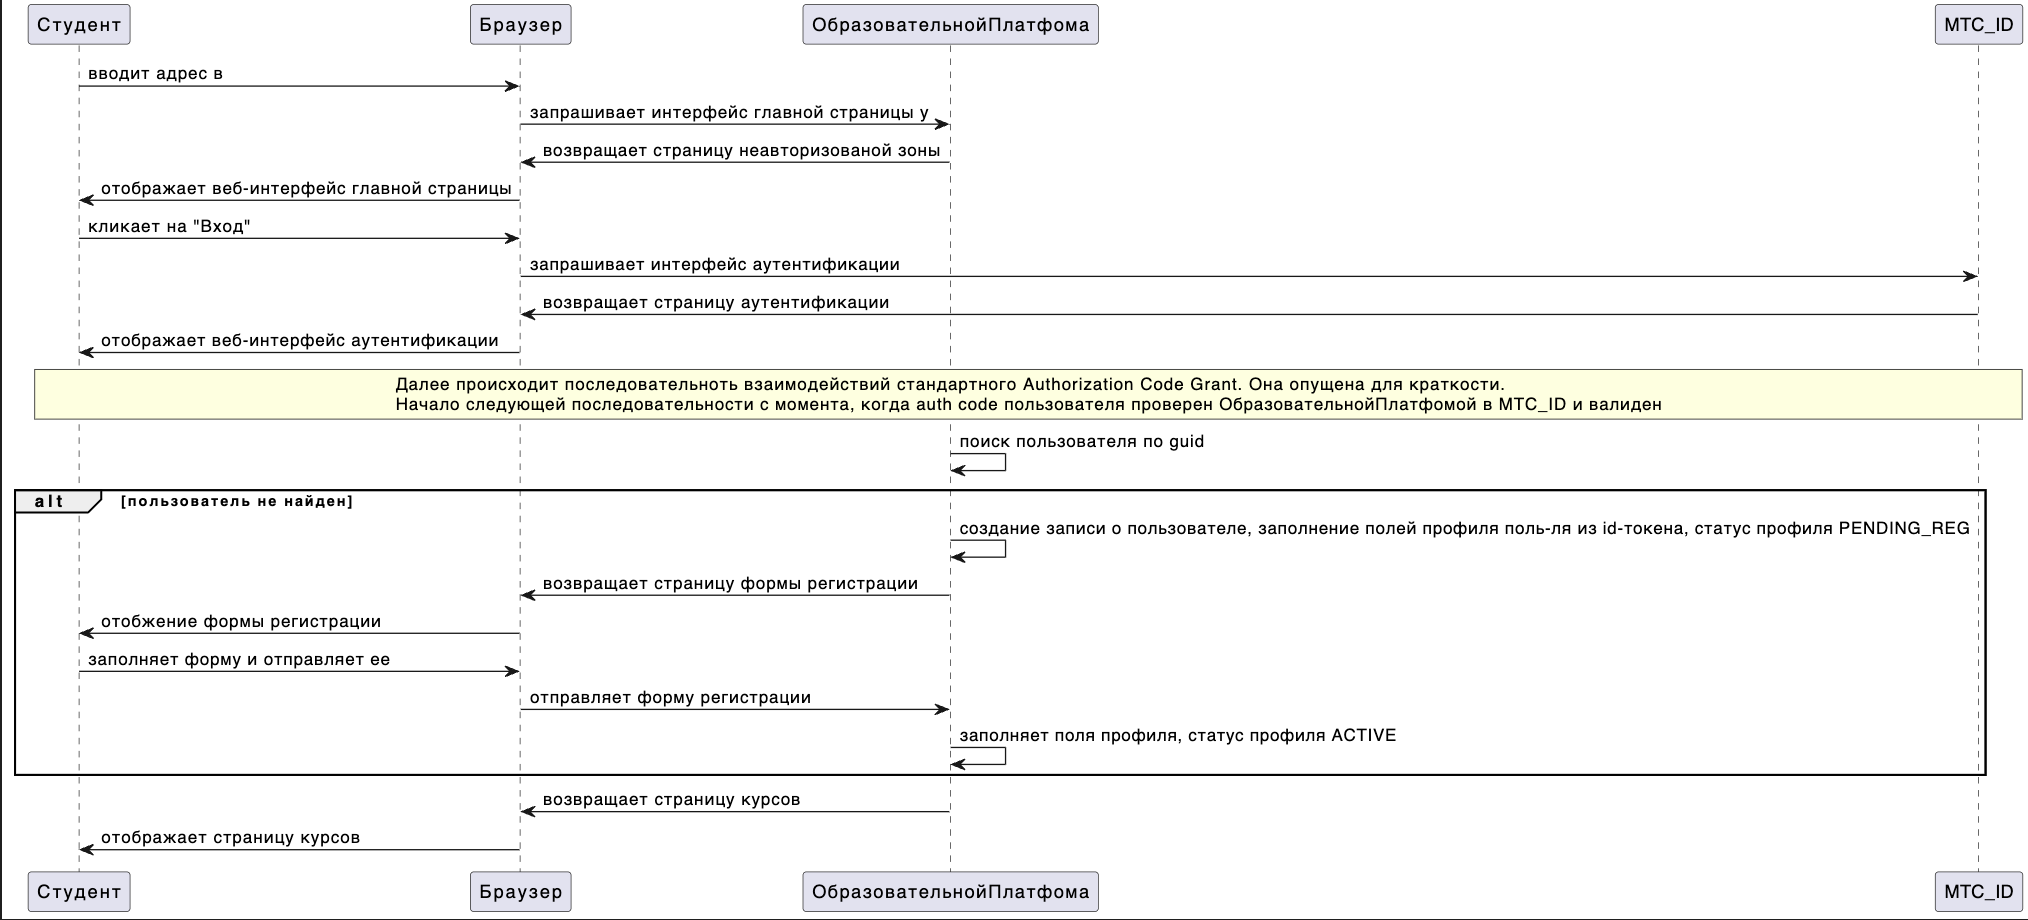 Студент Браузер ОбразовательнойПлатфома МТС_ID
вводит адрес в
запрашивает интерфейс главной страницы у
возвращает страницу неавторизованой зоны
отображает веб-интерфейс главной страницы
кликает на "Вход"
запрашивает интерфейс аутентификации
возвращает страницу аутентификации
отображает веб-интерфейс аутентификации
Далее происходит последовательноть взаимодействий стандартного Authorization Code Grant. Она опущена для краткости.
Начало следующей последовательности с момента, когда auth code пользователя проверен ОбразовательнойПлатфомой в МТС_ID и валиден
поиск пользователя по guid
alt [пользователь не найден]
создание записи о пользователе, заполнение полей профиля поль-ля из id-токена, статус профиля PENDING_REG
возвращает страницу формы регистрации
отобжение формы регистрации
заполняет форму и отправляет ее
отправляет форму регистрации
заполняет поля профиля, статус профиля ACTIVE
возвращает страницу курсов
отображает страницу курсов
Студент Браузер ОбразовательнойПлатфома МТС_ID